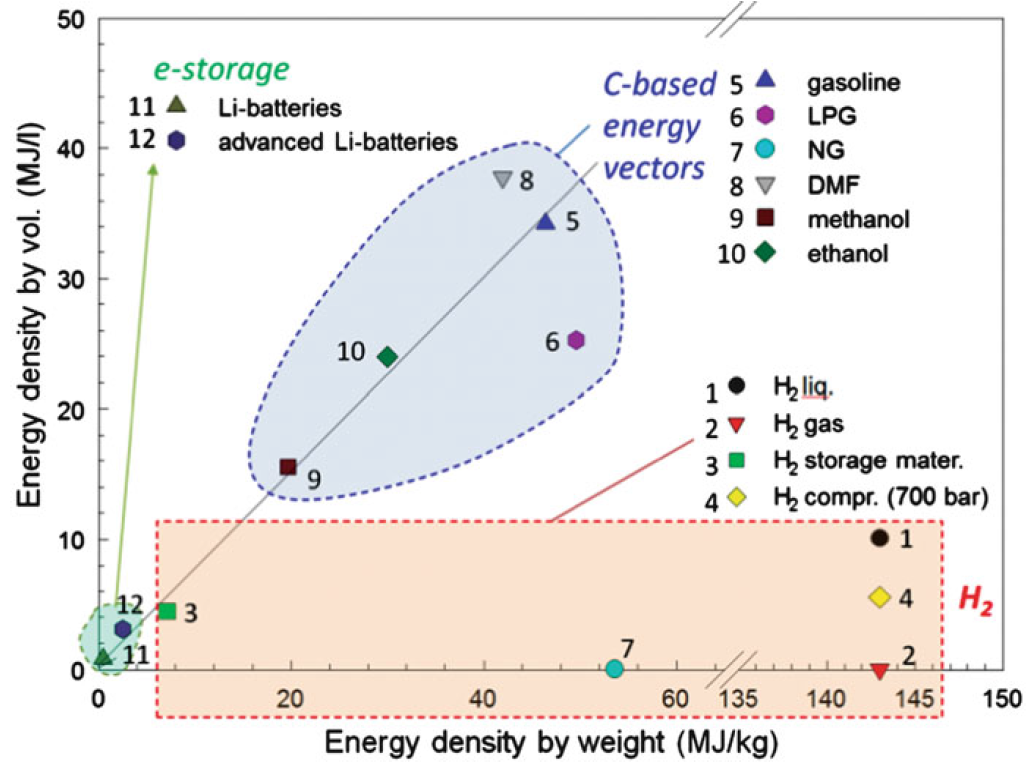 50
40
30
20
10
0
Energy density by vol. (MJ/l)
e-storage
11 Li-batteries
12 advanced Li-batteries
C-based
energy
vectors
5 gasoline
6 LPG
7 NG
8 DMF
9 methanol
10 ethanol
8
5
6
10
9
1 H2 liq.
2 H2 gas
3 H2 storage mater.
4 H2 compr. (700 bar)
1
4
H2
12
3
11
7
2
0 20 40 60 135 140 145 150
Energy density by weight (MJ/kg)